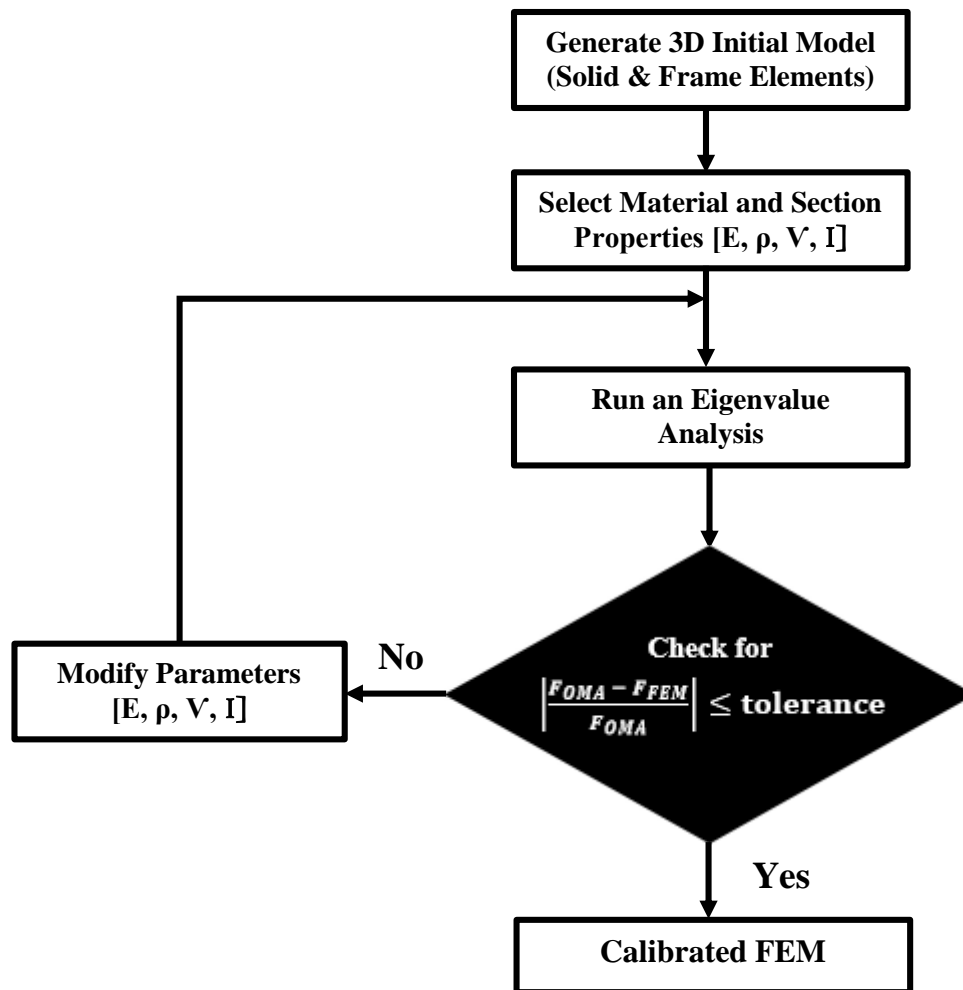 Generate 3D Initial Model
(Solid & Frame Elements)
Select Material and Section
Properties [E, ρ, Ѵ, I]
Run an Eigenvalue
Analysis
Check for
|F_OMA − F_FEM / F_OMA| ≤ tolerance
No
Modify Parameters
[E, ρ, Ѵ, I]
Yes
Calibrated FEM